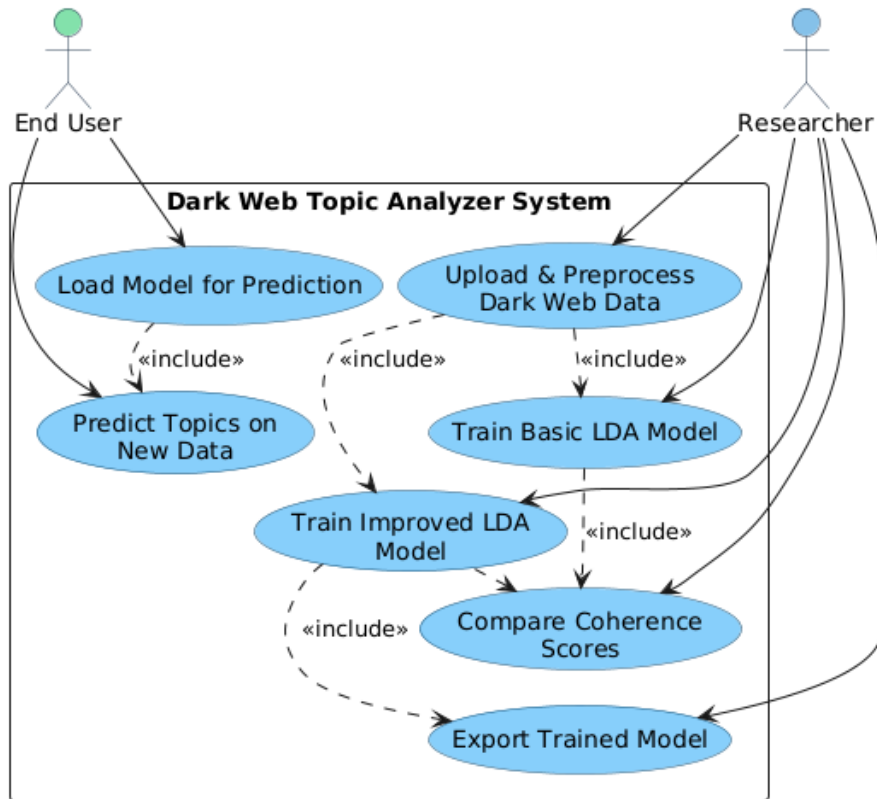 End User
Researcher
Dark Web Topic Analyzer System
Load Model for Prediction
Upload & Preprocess
Dark Web Data
«include»
«include»
«include»
Predict Topics on
New Data
Train Basic LDA Model
Train Improved LDA
Model
«include»
Compare Coherence
Scores
«include»
Export Trained Model